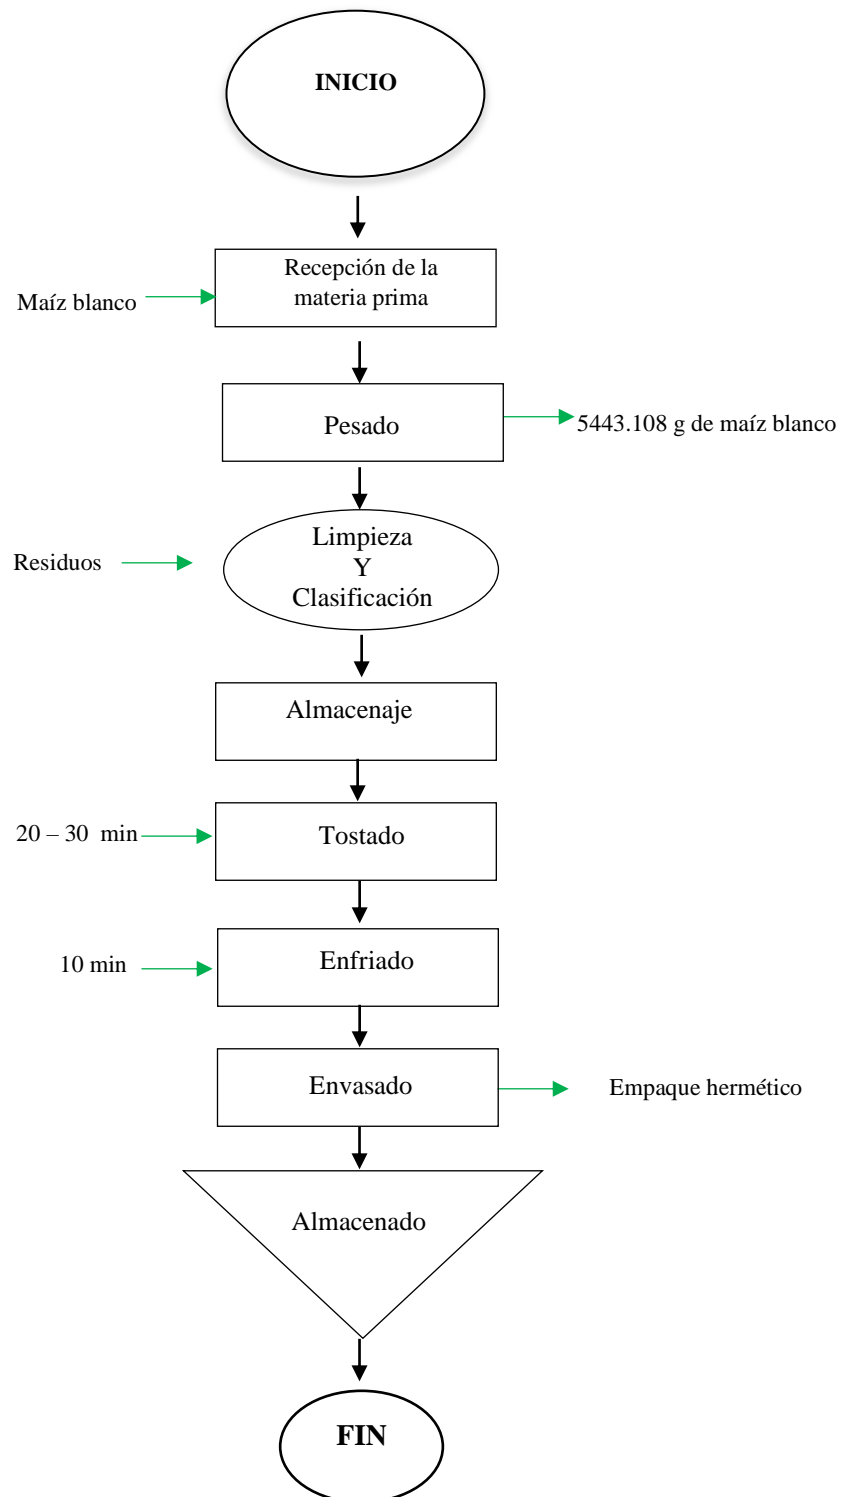 INICIO
Recepción de la
materia prima
Maíz blanco
Pesado
5443.108 g de maíz blanco
Limpieza
Y
Clasificación
Residuos
Almacenaje
20 – 30 min
Tostado
10 min
Enfriado
Envasado
Empaque hermético
Almacenado
FIN